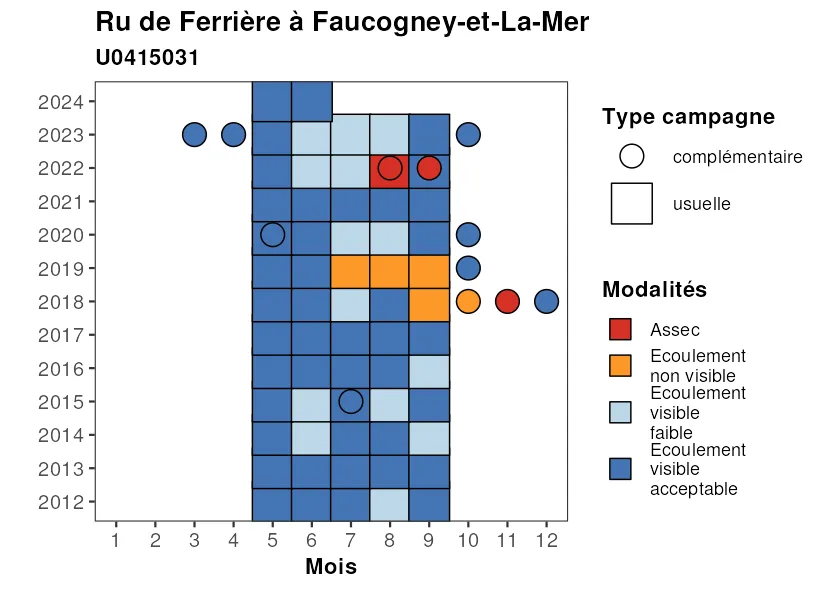 Ru de Ferrière à Faucogney-et-La-Mer
U0415031
2024
2023
2022
2021
2020
2019
2018
2017
2016
2015
2014
2013
2012
1 2 3 4 5 6 7 8 9 10 11 12
Mois
Type campagne
complémentaire
usuelle
Modalités
Assec
Ecoulement
non visible
Ecoulement
visible
faible
Ecoulement
visible
acceptable